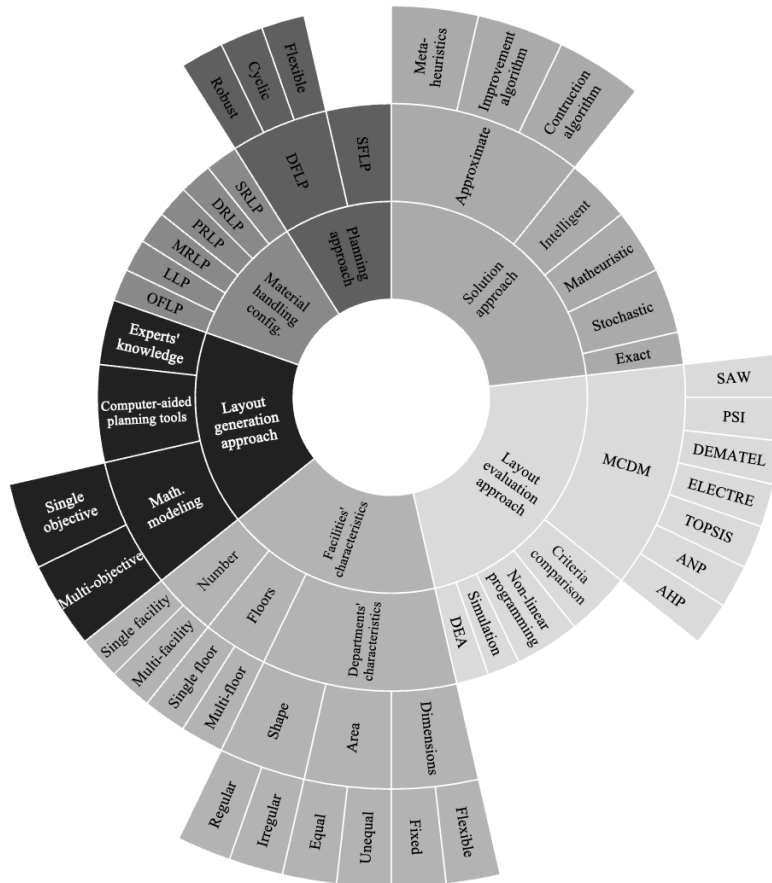 Planning
approach
SFLP
DFLP
Flexible
Cyclic
Robust
Solution
approach
Approximate
Meta-
heuristics
Improvement
algorithm
Contruction
algorithm
Intelligent
Matheuristic
Stochastic
Exact
Layout
evaluation
approach
MCDM
SAW
PSI
DEMATEL
ELECTRE
TOPSIS
ANP
AHP
Criteria
comparison
Non-linear
programming
Simulation
DEA
Facilities'
characteristics
Departments'
characteristics
Dimensions
Flexible
Fixed
Area
Unequal
Equal
Shape
Irregular
Regular
Floors
Multi-floor
Single floor
Number
Multi-facility
Single facility
Layout
generation
approach
Math.
modeling
Multi-objective
Single
objective
Computer-aided
planning tools
Experts'
knowledge
Material
handling
config.
OFLP
LLP
MRLP
PRLP
DRLP
SRLP